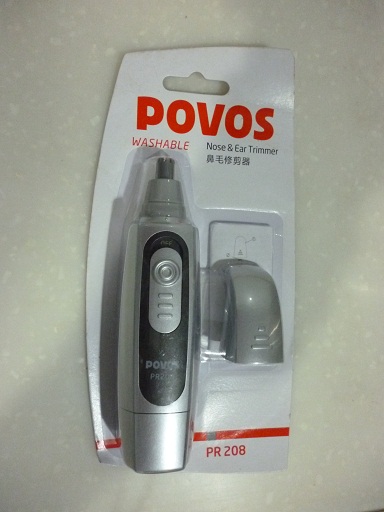 POVOS
WASHABLE
Nose & Ear Trimmer
鼻毛修剪器
POVOS
PR 208